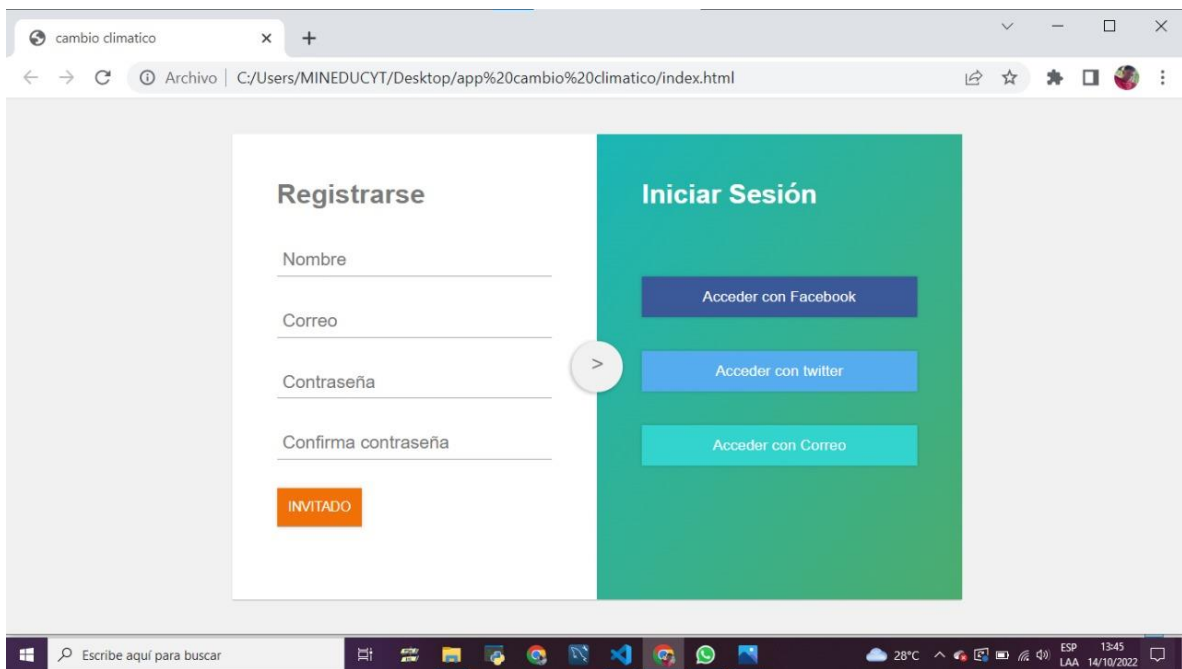 cambio climatico
Archivo | C:/Users/MINEDUCYT/Desktop/app%20cambio%20climatico/index.html
Registrarse
Nombre
Correo
Contraseña
Confirma contraseña
INVITADO
>
Iniciar Sesión
Acceder con Facebook
Acceder con twitter
Acceder con Correo
Escribe aquí para buscar
28°C
ESP
LAA
13:45
14/10/2022